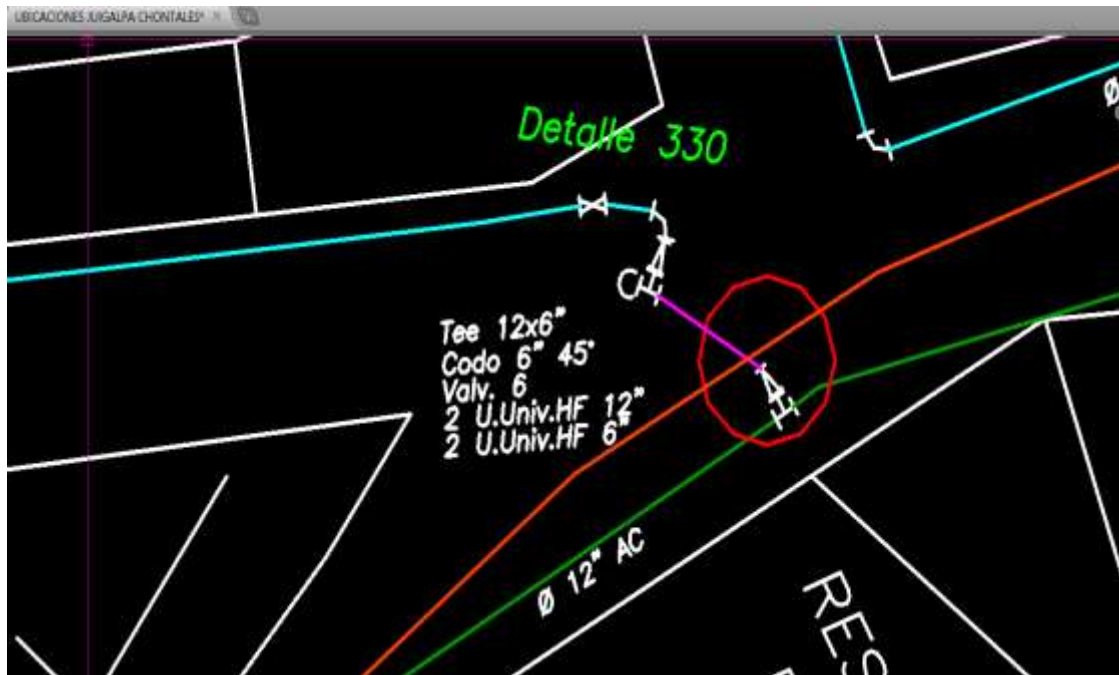 UBICACIONES JUIGALPA CHONTALES*
Detalle 330
Ø
C
Tee 12x6"
Codo 6" 45°
Valv. 6
2 U.Univ.HF 12"
2 U.Univ.HF 6"
Ø 12" AC
RES